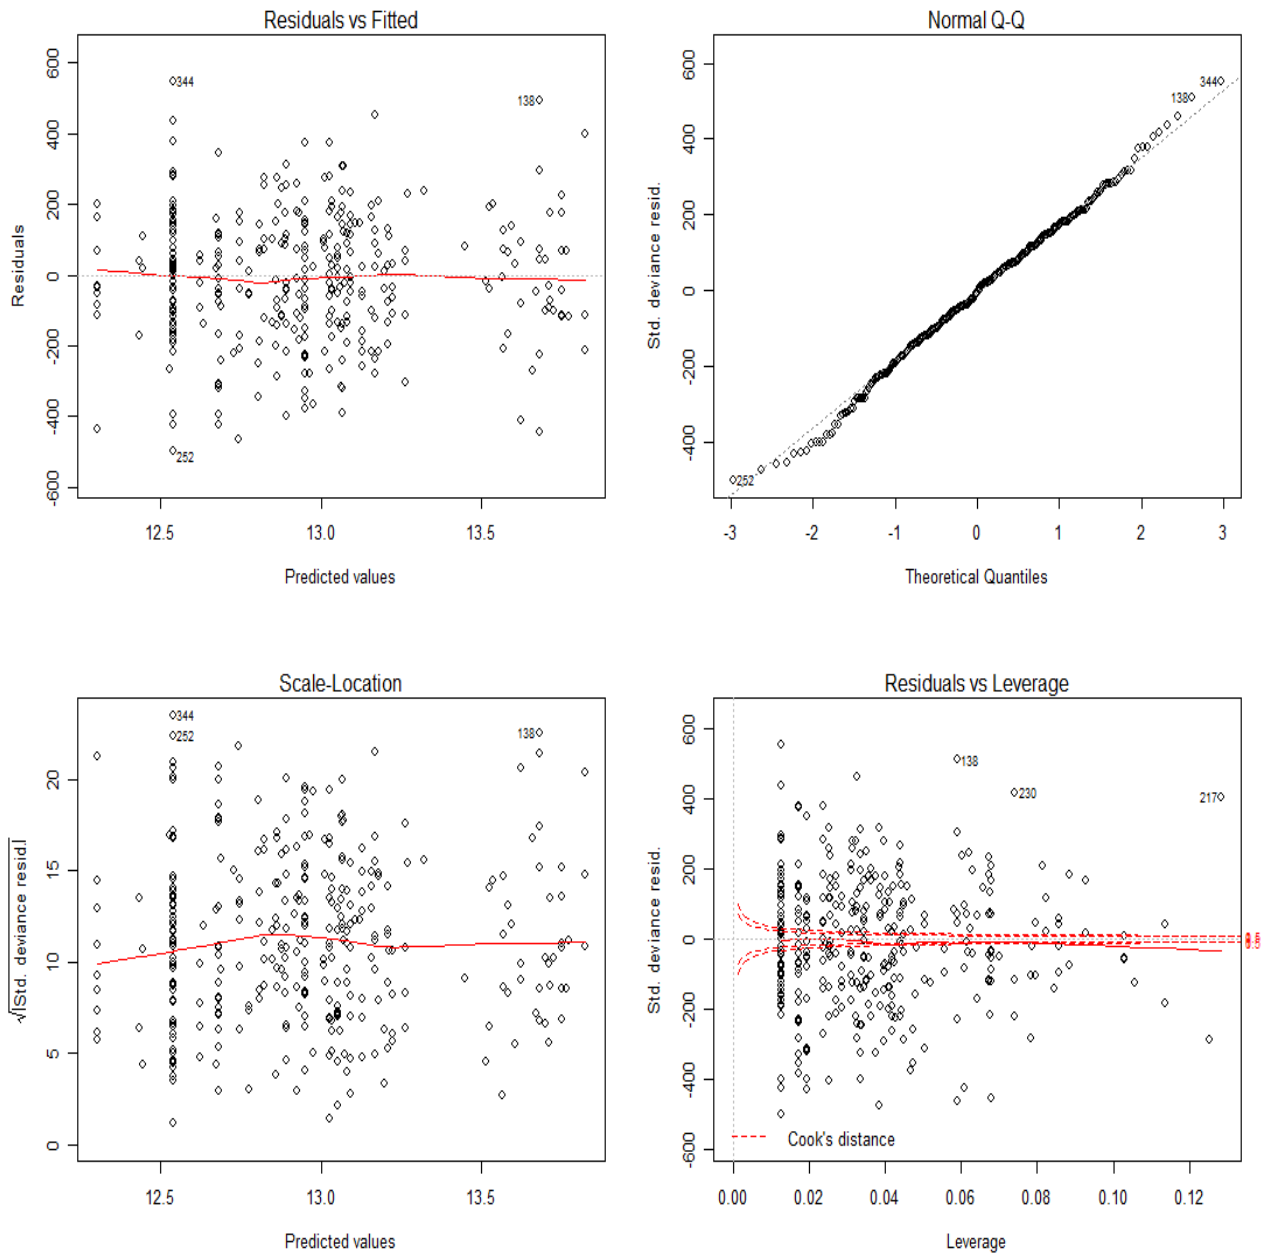 Residuals vs Fitted
Residuals
600
400
200
0
-200
-400
-600
344
138
252
12.5 13.0 13.5
Predicted values
Normal Q-Q
Std. deviance resid.
600
400
200
0
-200
-400
344
138
252
-3 -2 -1 0 1 2 3
Theoretical Quantiles
Scale-Location
√|Std. deviance resid.|
20
15
10
5
0
344
252
138
12.5 13.0 13.5
Predicted values
Residuals vs Leverage
Std. deviance resid.
600
400
200
0
-200
-400
-600
138
230
217
Cook's distance
0.00 0.02 0.04 0.06 0.08 0.10 0.12
Leverage